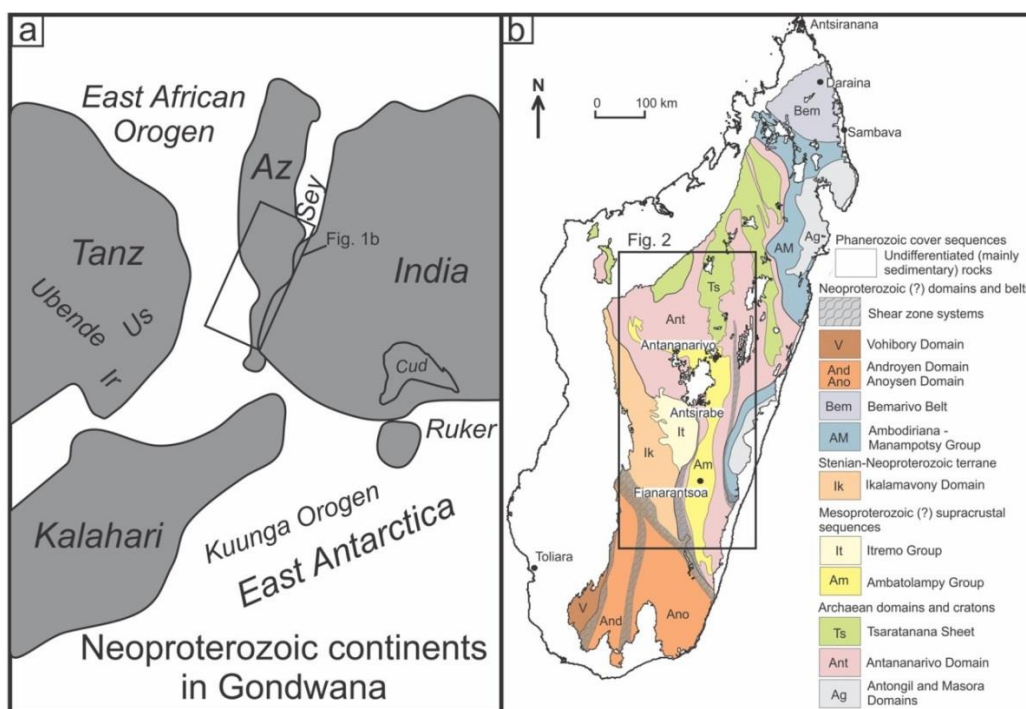 a
East African
Orogen
Az
Sey
Fig. 1b
Tanz
India
Ubende
Us
Ir
Cud
Ruker
Kalahari
Kuunga Orogen
East Antarctica
Neoproterozoic continents
in Gondwana
b
Antsiranana
N
0 100 km
Daraina
Bem
Sambava
Fig. 2
AM
Ag
Ts
Ant
Antananarivo
Antsirabe
It
Ik
Am
Fianarantsoa
Toliara
V
And
Ano
Phanerozoic cover sequences
Undifferentiated (mainly
sedimentary) rocks
Neoproterozoic (?) domains and belts
Shear zone systems
V Vohibory Domain
And Androyen Domain
Ano Anoysen Domain
Bem Bemarivo Belt
AM Ambodiriana -
Manampotsy Group
Stenian-Neoproterozoic terrane
Ik Ikalamavony Domain
Mesoproterozoic (?) supracrustal
sequences
It Itremo Group
Am Ambatolampy Group
Archaean domains and cratons
Ts Tsaratanana Sheet
Ant Antananarivo Domain
Ag Antongil and Masora
Domains